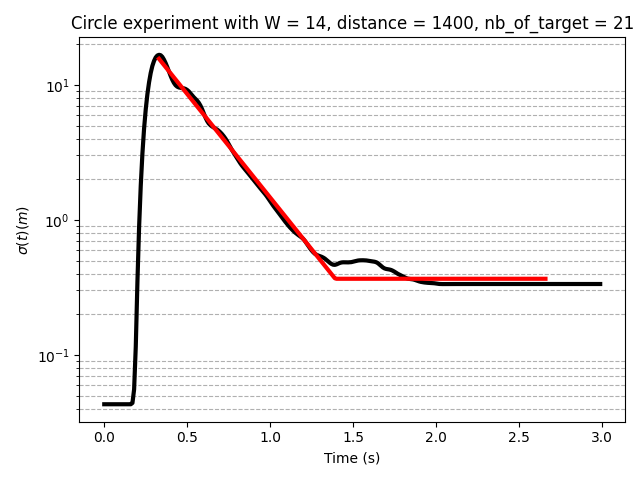 Circle experiment with W = 14, distance = 1400, nb_of_target = 21
σ(t)(m)
10¹
10⁰
10⁻¹
0.0 0.5 1.0 1.5 2.0 2.5 3.0
Time (s)